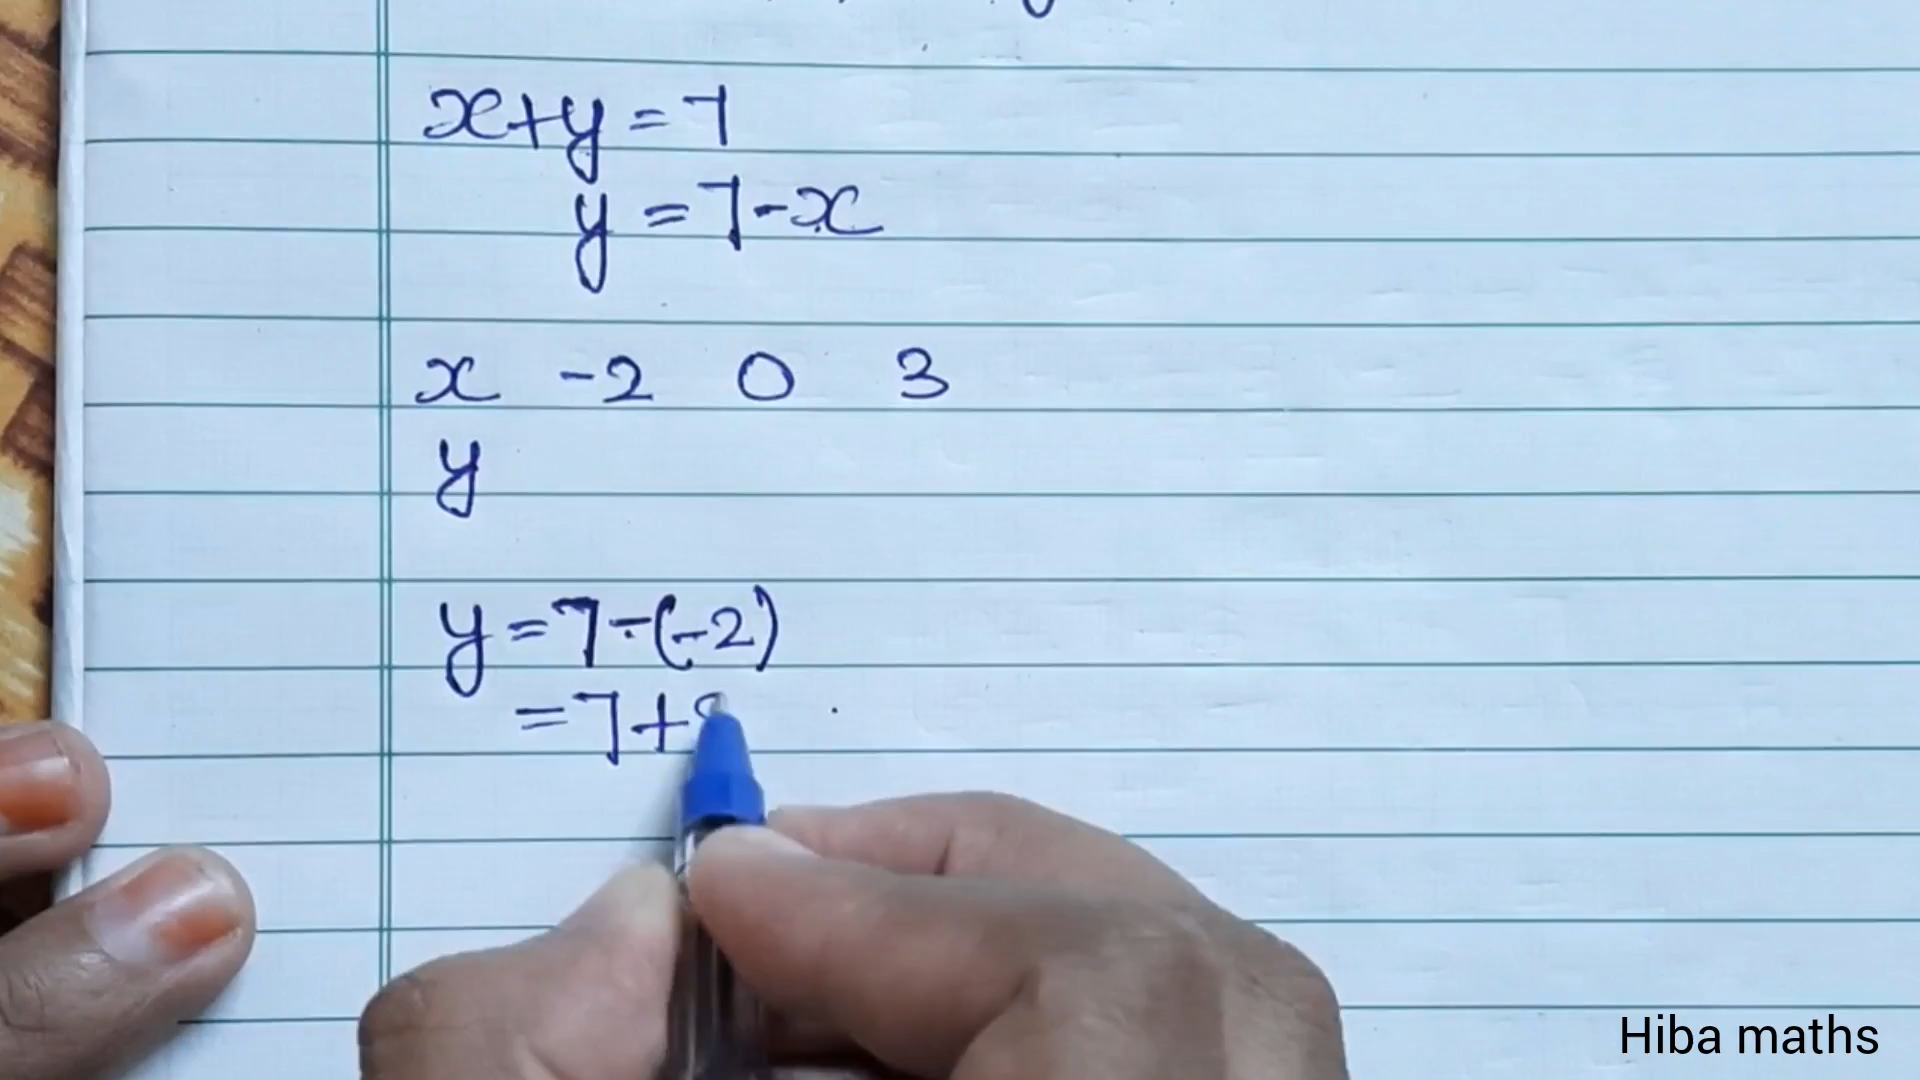 x+y=7
y=7-x
x -2 0 3
y
y=7-(-2)
=7+
Hiba maths